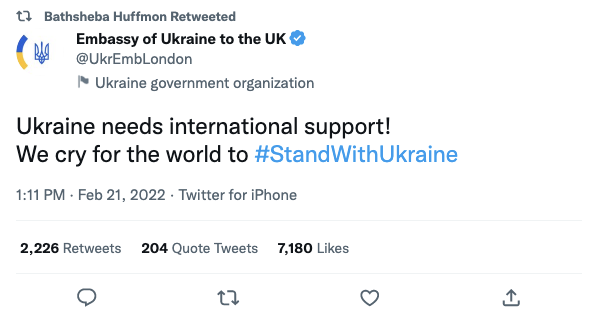 Bathsheba Huffmon Retweeted
Embassy of Ukraine to the UK
@UkrEmbLondon
Ukraine government organization
Ukraine needs international support!
We cry for the world to #StandWithUkraine
1:11 PM · Feb 21, 2022 · Twitter for iPhone
2,226 Retweets 204 Quote Tweets 7,180 Likes